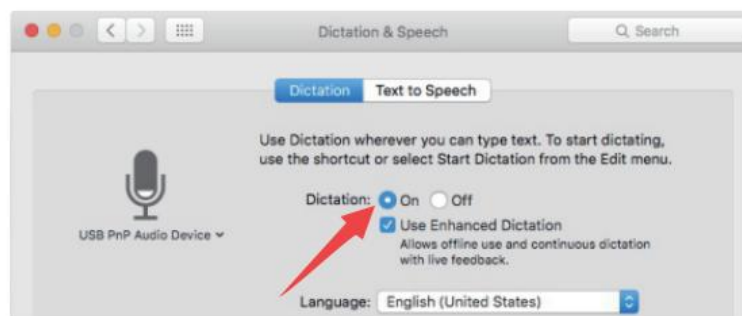 Dictation & Speech
Search
Dictation Text to Speech
Use Dictation wherever you can type text. To start dictating,
use the shortcut or select Start Dictation from the Edit menu.
Dictation: On Off
USB PnP Audio Device
Use Enhanced Dictation
Allows offline use and continuous dictation
with live feedback.
Language: English (United States)